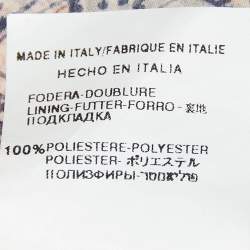 MADE IN ITALY/FABRIQUE EN ITALIE
HECHO EN ITALIA
FODERA-DOUBLURE
LINING-FUTTER-FORRO-裏地
ПОДКЛАДКА
100%POLIESTERE-POLYESTER
POLIESTER-ポリエステル
ПОЛИЭФИРЫ-פוליאסטר